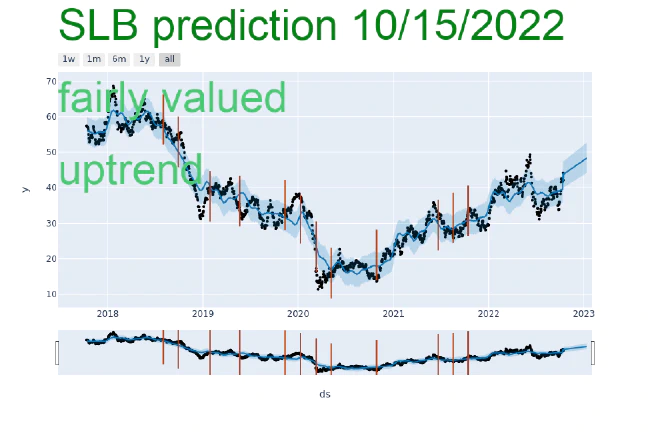 SLB prediction 10/15/2022
1w 1m 6m 1y all
fairly valued
uptrend
70
60
50
40
30
20
10
y
2018 2019 2020 2021 2022 2023
ds